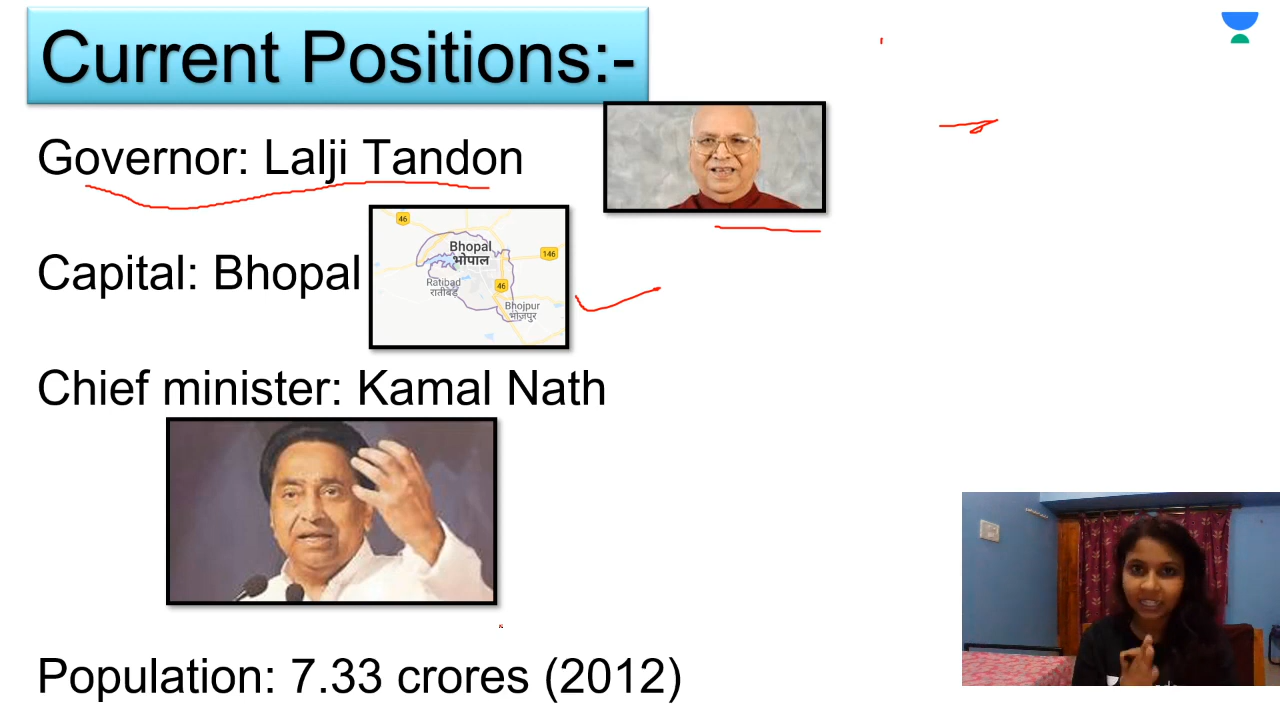 Current Positions:-
Governor: Lalji Tandon
Capital: Bhopal
46
Bhopal
भोपाल
146
Ratibad
रातीबड़
46
Bhojpur
भोजपुर
Chief minister: Kamal Nath
Population: 7.33 crores (2012)